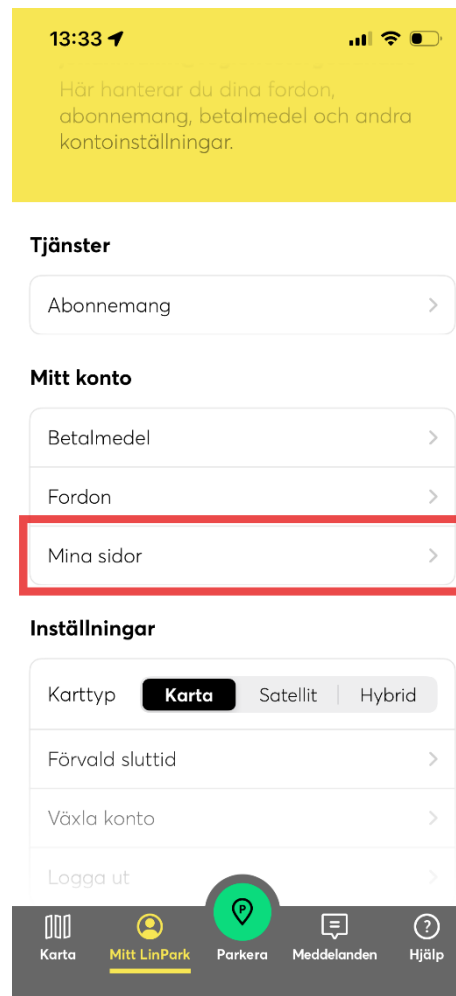 13:33
Här hanterar du dina fordon,
abonnemang, betalmedel och andra
kontoinställningar.
Tjänster
Abonnemang
Mitt konto
Betalmedel
Fordon
Mina sidor
Inställningar
Karttyp Karta Satellit Hybrid
Förvald sluttid
Växla konto
Logga ut
P
Karta Mitt LinPark Parkera Meddelanden Hjälp